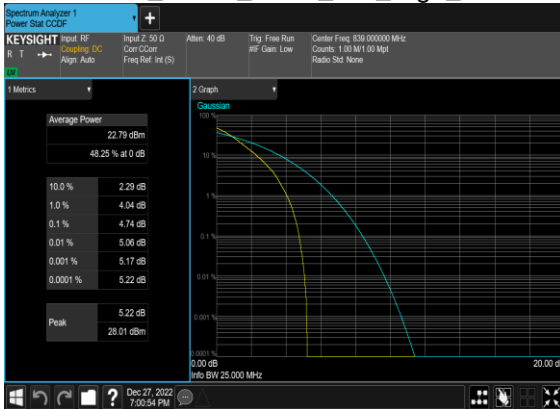 Spectrum Analyzer 1
Power Stat CCDF
+
KEYSIGHT
R T
LW
Input: RF
Coupling: DC
Align: Auto
Input Z: 50 Ω
Corr CCorr
Freq Ref: Int (S)
Atten: 40 dB
Trig: Free Run
#IF Gain: Low
Center Freq: 839.000000 MHz
Counts: 1.00 M/1.00 Mpt
Radio Std: None
1 Metrics
Average Power
22.79 dBm
48.25 % at 0 dB
10.0 % 2.29 dB
1.0 % 4.04 dB
0.1 % 4.74 dB
0.01 % 5.06 dB
0.001 % 5.17 dB
0.0001 % 5.22 dB
Peak
5.22 dB
28.01 dBm
2 Graph
Gaussian
100 %
10 %
1 %
0.1 %
0.01 %
0.001 %
0.0001 %
0.00 dB
20.00 d
Info BW 25.000 MHz
?
Dec 27, 2022
7:00:54 PM